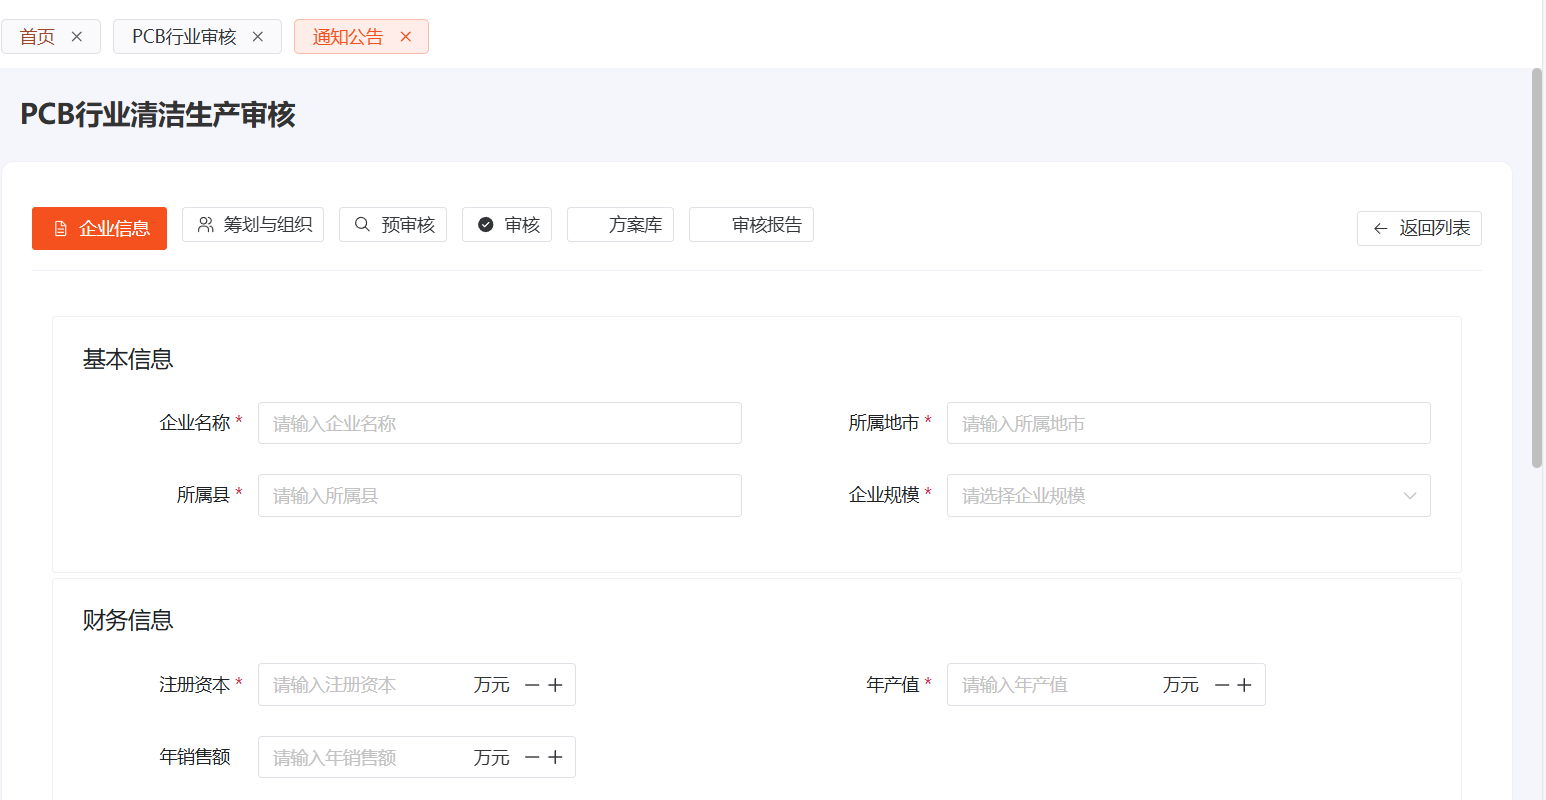 首页 PCB行业审核 通知公告
PCB行业清洁生产审核
企业信息 筹划与组织 预审核 审核 方案库 审核报告 返回列表
基本信息
企业名称 * 请输入企业名称 所属地市 * 请输入所属地市
所属县 * 请输入所属县 企业规模 * 请选择企业规模
财务信息
注册资本 * 请输入注册资本 万元 年产值 * 请输入年产值 万元
年销售额 请输入年销售额 万元